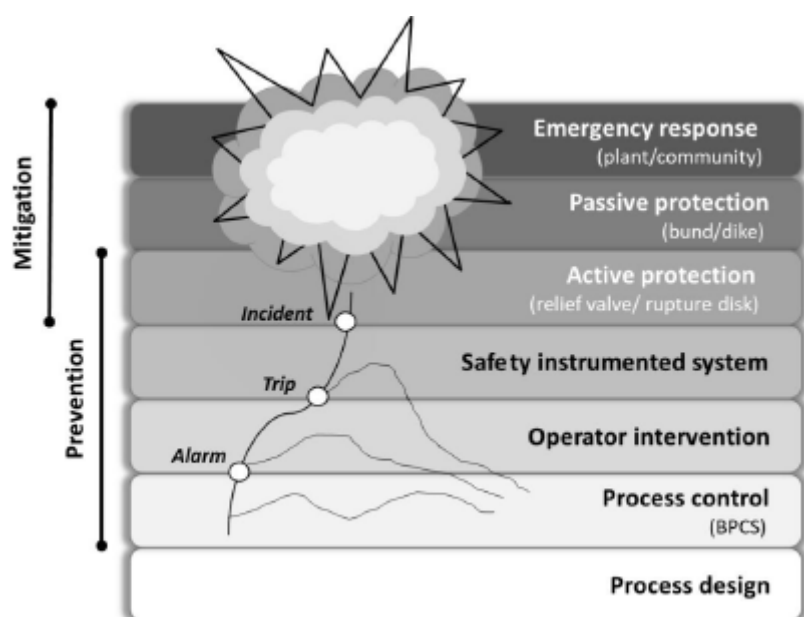 Emergency response
(plant/community)
Passive protection
(bund/dike)
Active protection
(relief valve/ rupture disk)
Incident
Safety instrumented system
Trip
Operator intervention
Alarm
Process control
(BPCS)
Process design
Mitigation
Prevention